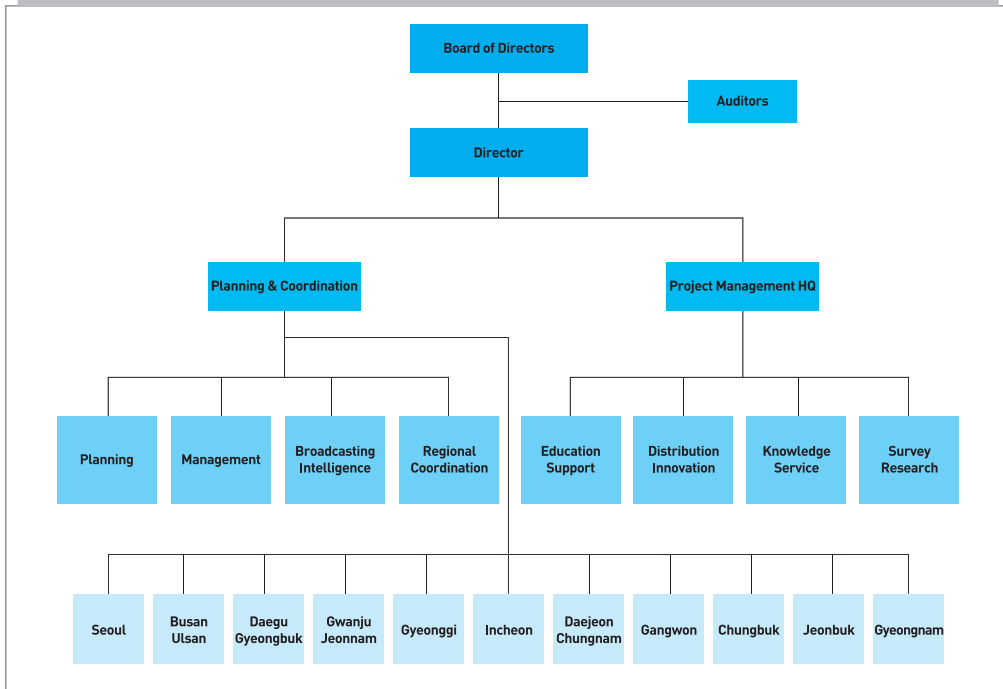 Board of Directors
Auditors
Director
Planning & Coordination
Project Management HQ
Planning
Management
Broadcasting
Intelligence
Regional
Coordination
Education
Support
Distribution
Innovation
Knowledge
Service
Survey
Research
Seoul
Busan
Ulsan
Daegu
Gyeongbuk
Gwanju
Jeonnam
Gyeonggi
Incheon
Daejeon
Chungnam
Gangwon
Chungbuk
Jeonbuk
Gyeongnam